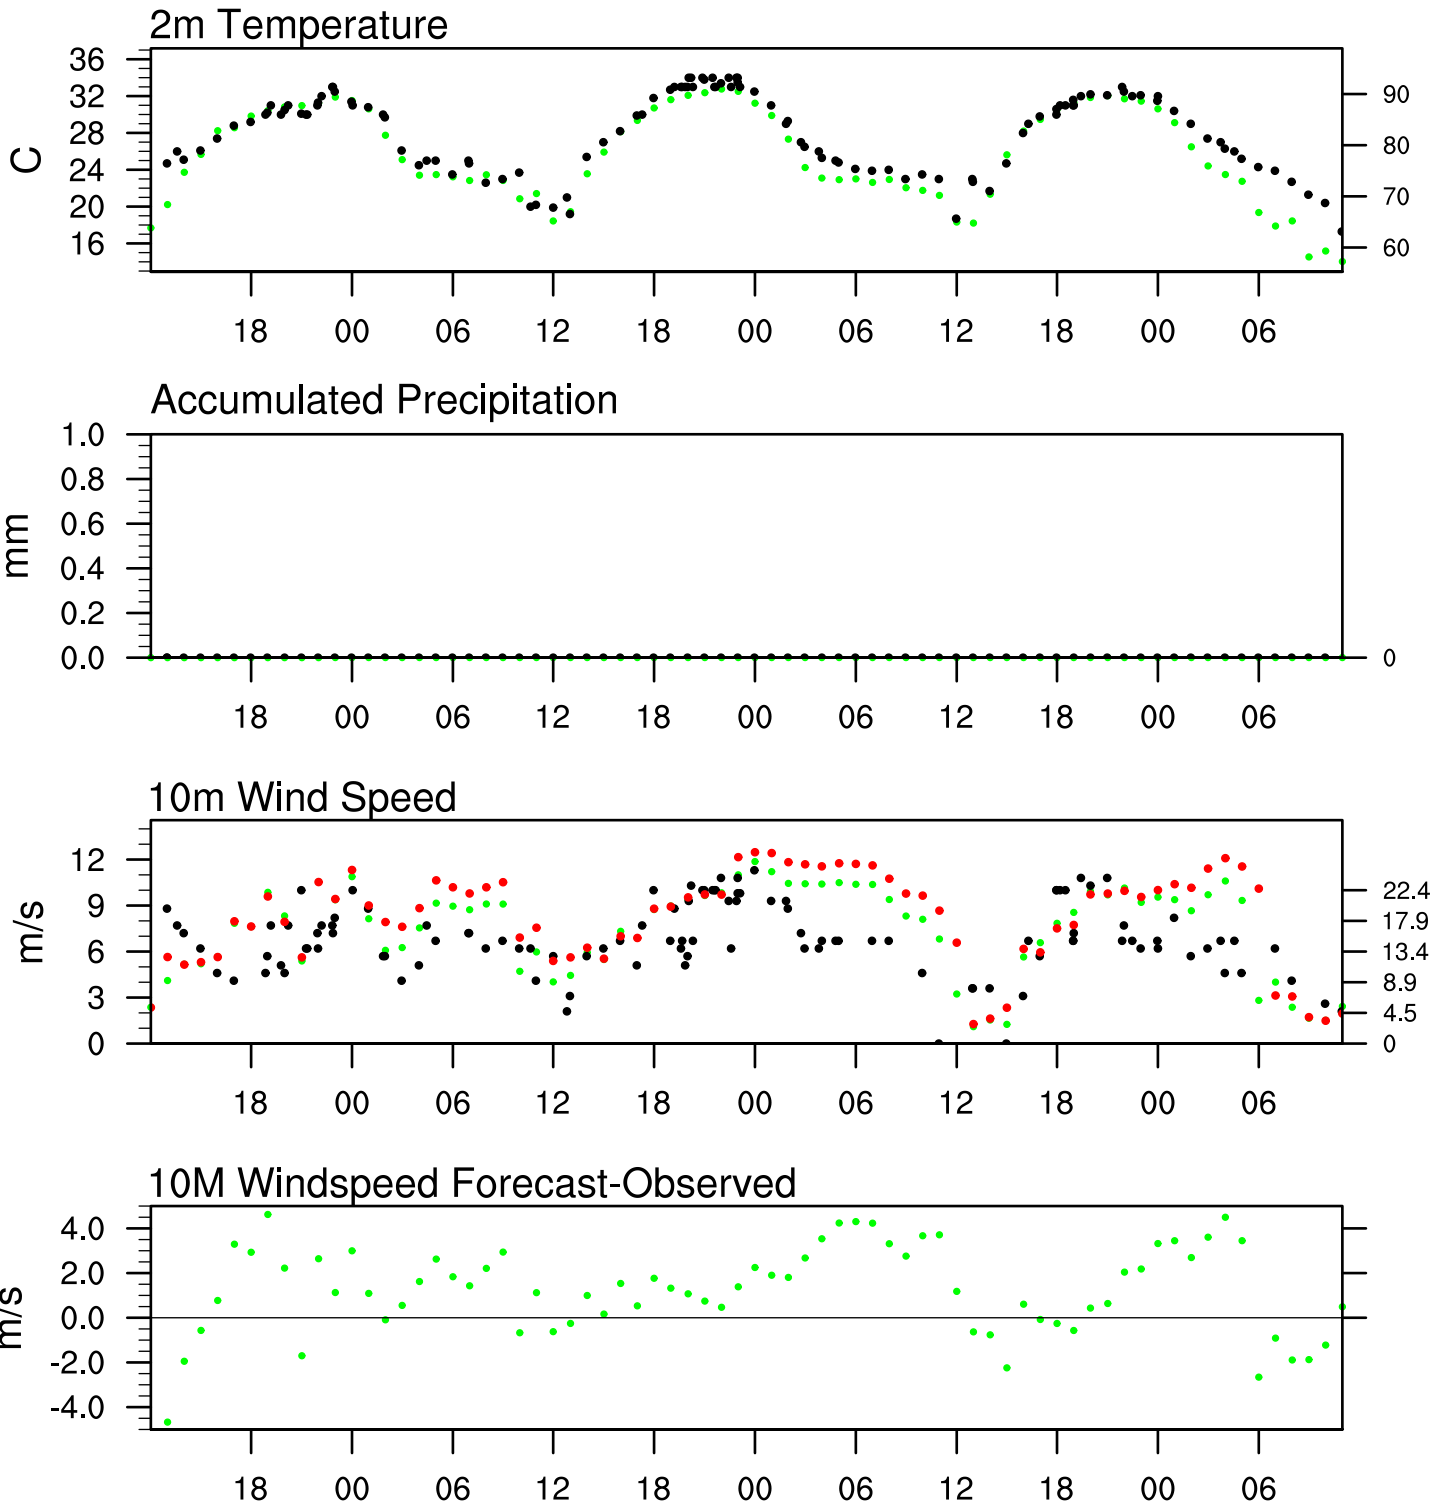 2m Temperature
36
32
28
24
20
16
C
90
80
70
60
18 00 06 12 18 00 06 12 18 00 06
Accumulated Precipitation
1.0
0.8
0.6
0.4
0.2
0.0
mm
0
18 00 06 12 18 00 06 12 18 00 06
10m Wind Speed
12
9
6
3
0
m/s
22.4
17.9
13.4
8.9
4.5
0
18 00 06 12 18 00 06 12 18 00 06
10M Windspeed Forecast-Observed
4.0
2.0
0.0
-2.0
-4.0
m/s
18 00 06 12 18 00 06 12 18 00 06